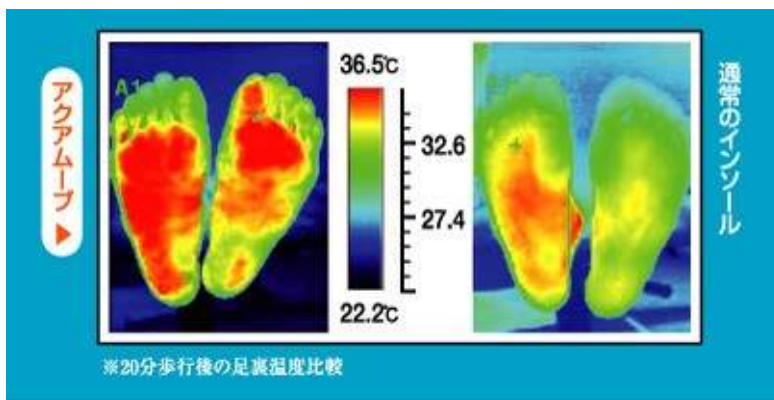 アクアムーブ▶
A1
36.5℃
32.6
27.4
22.2℃
通常のインソール
※20分歩行後の足裏温度比較